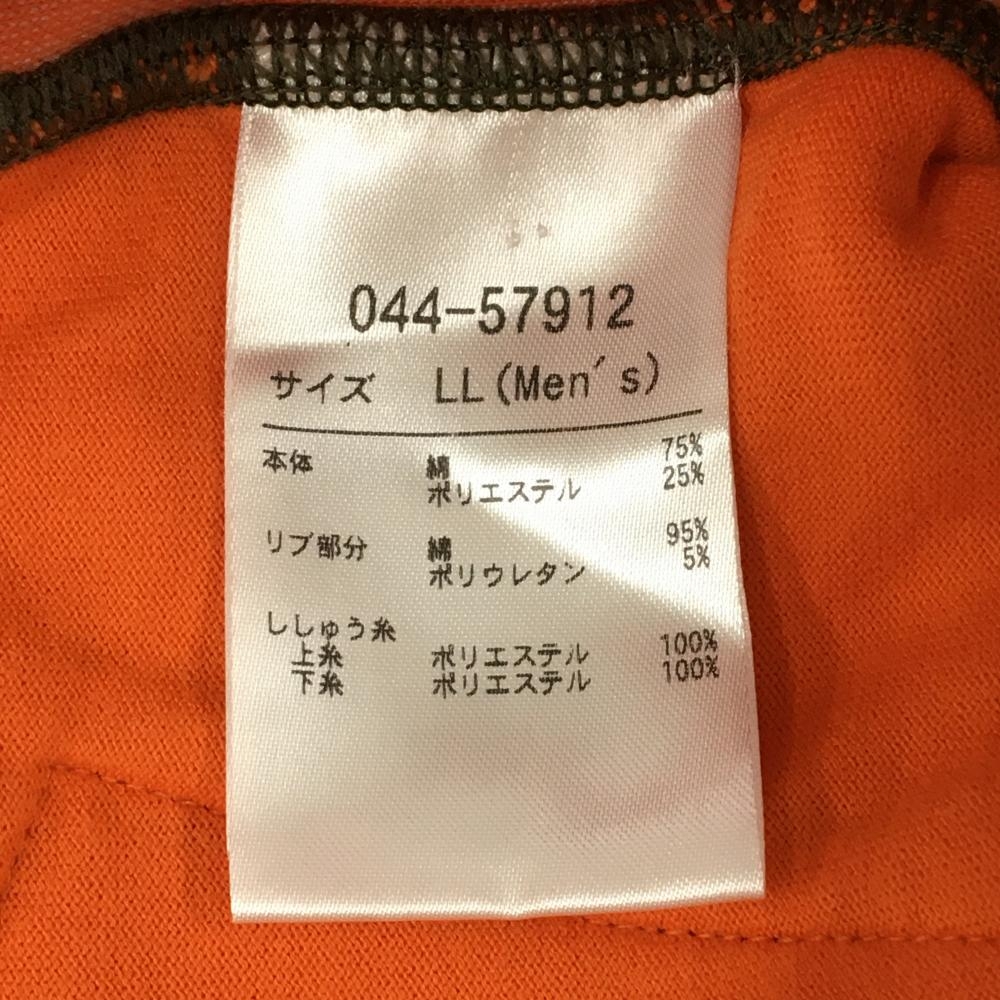 044-57912
サイズ LL(Men's)
本体 綿 75%
ポリエステル 25%
リブ部分 綿 95%
ポリウレタン 5%
ししゅう糸
上糸 ポリエステル 100%
下糸 ポリエステル 100%